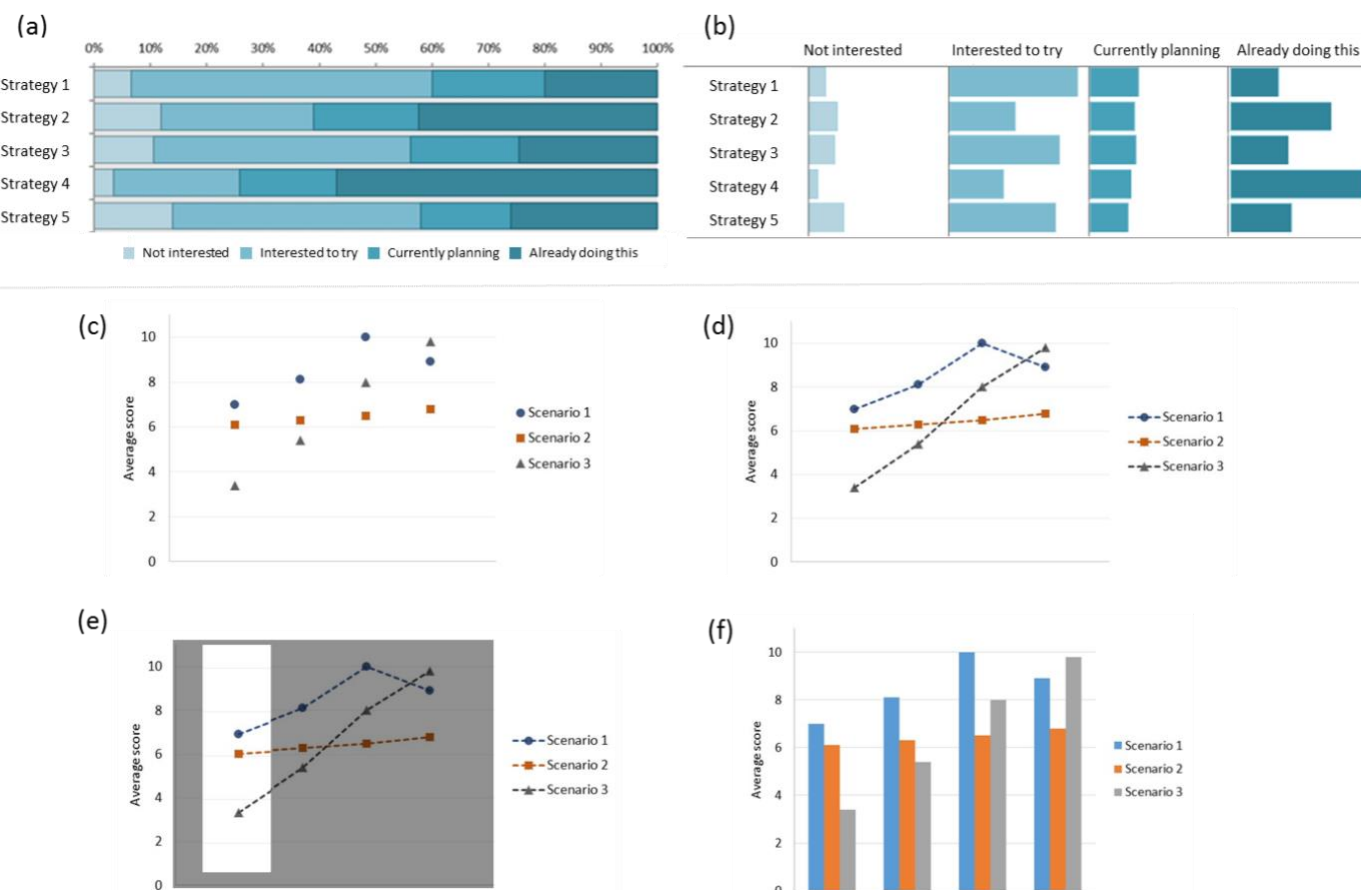 (a)
0% 10% 20% 30% 40% 50% 60% 70% 80% 90% 100%
Strategy 1
Strategy 2
Strategy 3
Strategy 4
Strategy 5
Not interested Interested to try Currently planning Already doing this
(b)
Not interested Interested to try Currently planning Already doing this
Strategy 1
Strategy 2
Strategy 3
Strategy 4
Strategy 5
(c)
Average score
10
8
6
4
2
0
Scenario 1
Scenario 2
Scenario 3
(d)
Average score
10
8
6
4
2
0
Scenario 1
Scenario 2
Scenario 3
(e)
Average score
10
8
6
4
2
0
Scenario 1
Scenario 2
Scenario 3
(f)
Average score
10
8
6
4
2
0
Scenario 1
Scenario 2
Scenario 3